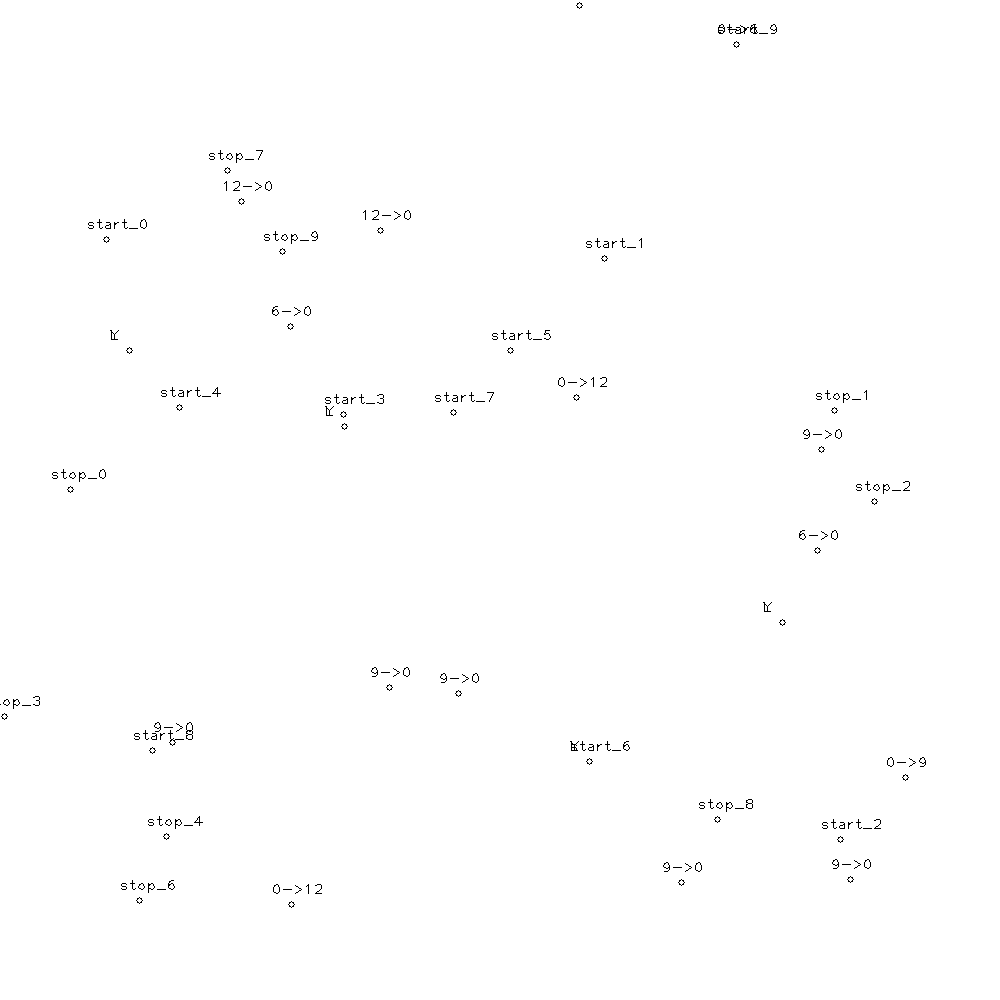 start_9
stop_7
12->0
12->0
start_0
stop_9
start_1
6->0
start_5
0->12
start_4
start_3
start_7
stop_1
9->0
stop_0
stop_2
6->0
9->0
9->0
op_3
9->0
start_8
start_6
0->9
stop_8
stop_4
start_2
9->0
9->0
stop_6
0->12